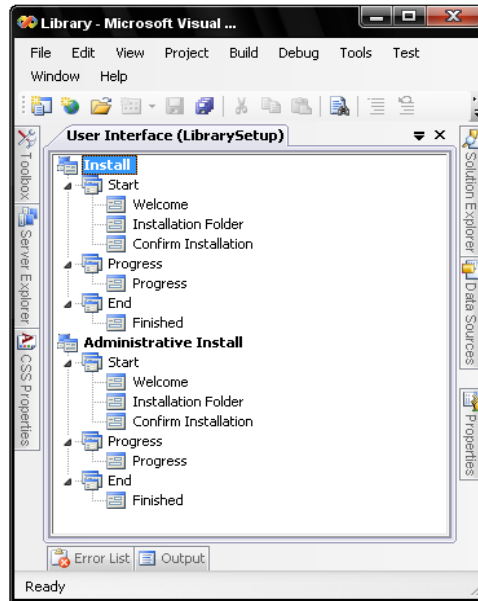 Library - Microsoft Visual ...
File Edit View Project Build Debug Tools Test
Window Help
Toolbox
Server Explorer
CSS Properties
User Interface (LibrarySetup)
Install
Start
Welcome
Installation Folder
Confirm Installation
Progress
Progress
End
Finished
Administrative Install
Start
Welcome
Installation Folder
Confirm Installation
Progress
Progress
End
Finished
Solution Explorer
Data Sources
Properties
Error List Output
Ready